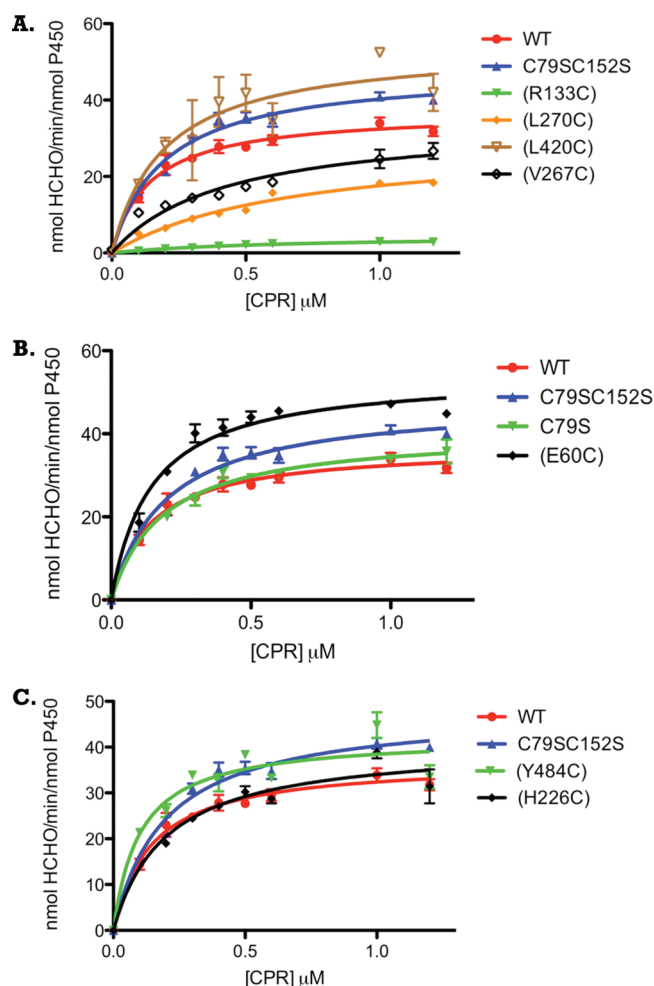 A.
60
40
20
0
0.0
0.5
1.0
nmol HCHO/min/nmol P450
[CPR] μM
WT
C79SC152S
(R133C)
(L270C)
(L420C)
(V267C)
B.
60
40
20
0
0.0
0.5
1.0
nmol HCHO/min/nmol P450
[CPR] μM
WT
C79SC152S
C79S
(E60C)
C.
50
40
30
20
10
0
0.0
0.5
1.0
nmol HCHO/min/nmol P450
[CPR] μM
WT
C79SC152S
(Y484C)
(H226C)